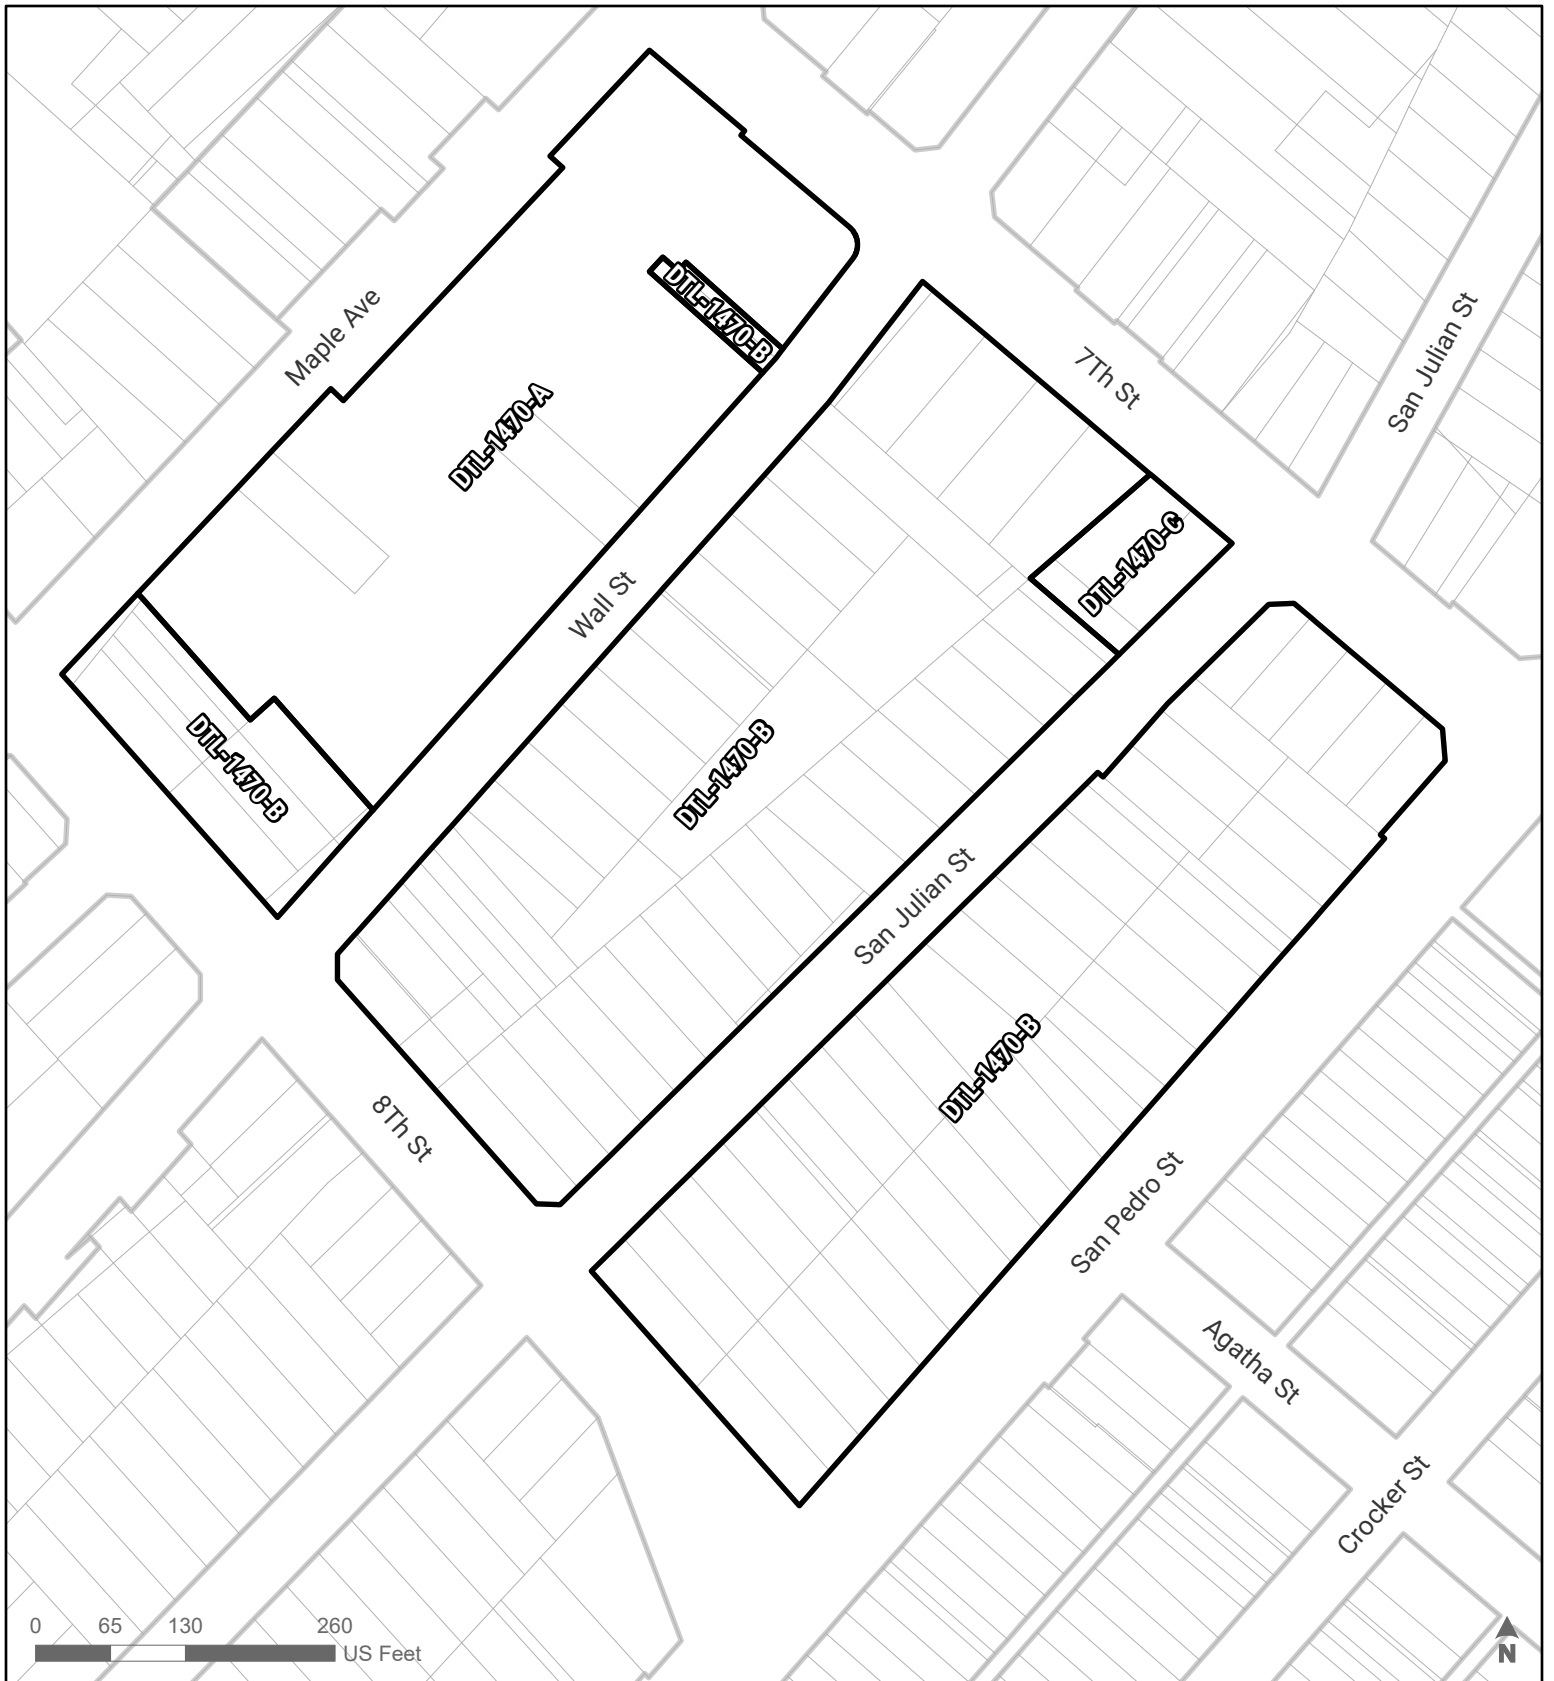 DTL-1470-B
Maple Ave
San Julian St
7Th St
DTL-1470-A
DTL-1470-C
Wall St
DTL-1470-B
DTL-1470-B
San Julian St
DTL-1470-B
8Th St
San Pedro St
Agatha St
Crocker St
0 65 130 260
US Feet
N